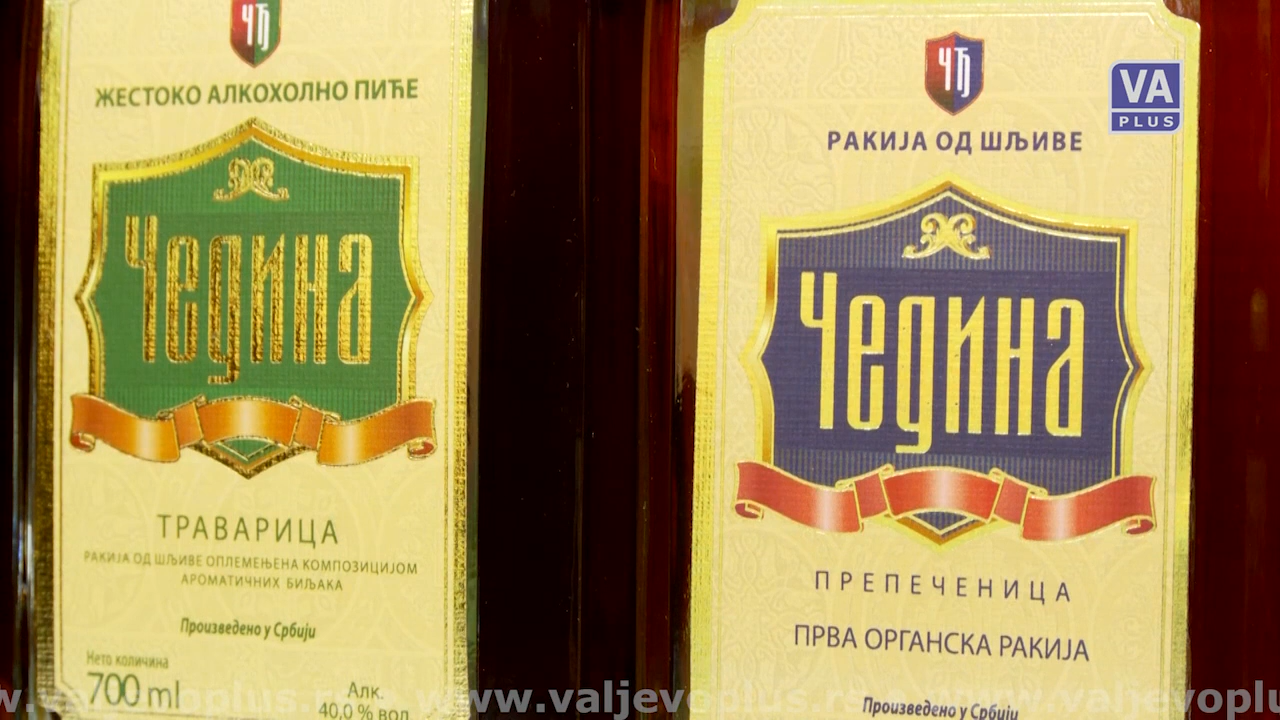 ЧЂ
ЖЕСТОКО АЛКОХОЛНО ПИЋЕ
Чедина
ТРАВАРИЦА
РАКИЈА ОД ШЉИВЕ ОПЛЕМЕЊЕНА КОМПОЗИЦИЈОМ
АРОМАТИЧНИХ БИЉАКА
Произведено у Србији
Нето количина
700 ml
Алк.
40,0 % вол
ЧЂ
РАКИЈА ОД ШЉИВЕ
Чедина
ПРЕПЕЧЕНИЦА
ПРВА ОРГАНСКА РАКИЈА
Произведено у Србији
VA
PLUS
www.valjevoplus.rs